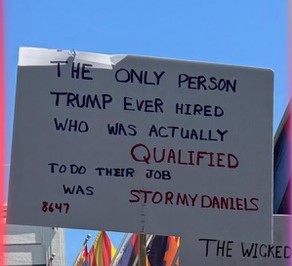 THE ONLY PERSON
TRUMP EVER HIRED
WHO WAS ACTUALLY
QUALIFIED
TO DO THEIR JOB
WAS STORMY DANIELS
8647
THE WICKED